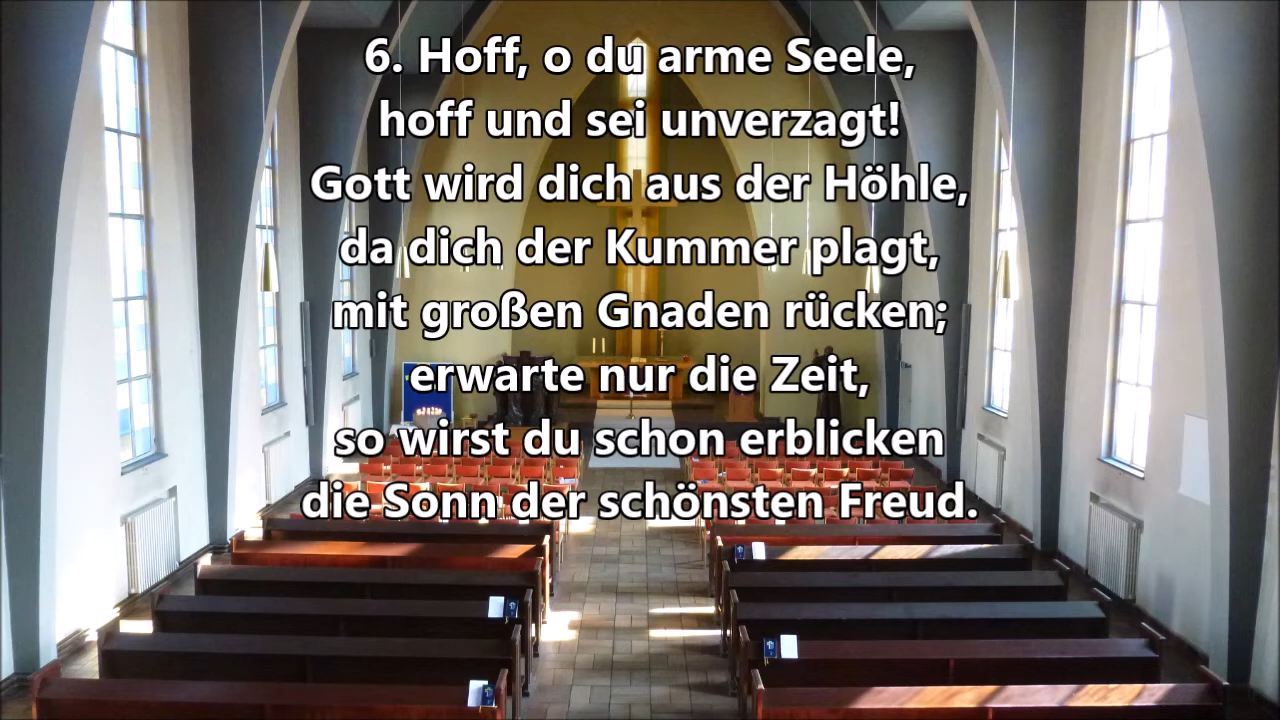 6. Hoff, o du arme Seele,
hoff und sei unverzagt!
Gott wird dich aus der Höhle,
da dich der Kummer plagt,
mit großen Gnaden rücken;
erwarte nur die Zeit,
so wirst du schon erblicken
die Sonn der schönsten Freud.